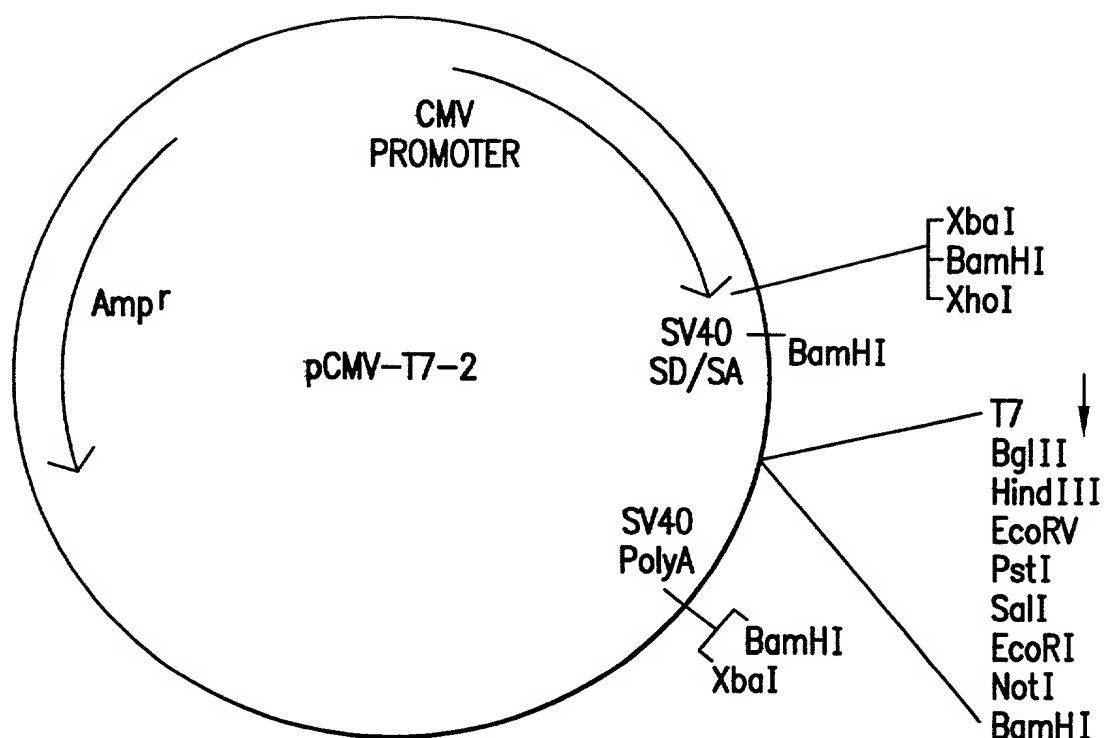 CMV
PROMOTER
Amp r
pCMV-T7-2
XbaI
BamHI
XhoI
SV40
SD/SA
BamHI
T7
BglII
HindIII
EcoRV
PstI
SalI
EcoRI
NotI
BamHI
SV40
PolyA
BamHI
XbaI